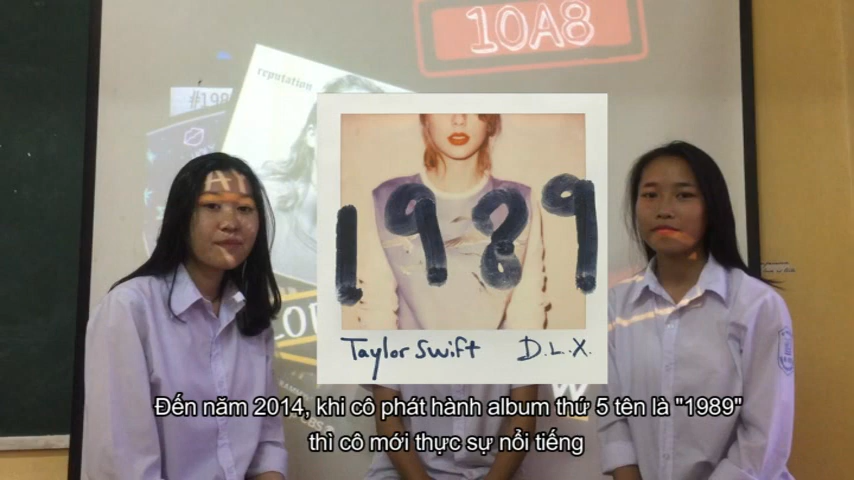 10A8
reputation
#198
1989
Taylor Swift D.L.X.
Đến năm 2014, khi cô phát hành album thứ 5 tên là "1989"
thì cô mới thực sự nổi tiếng